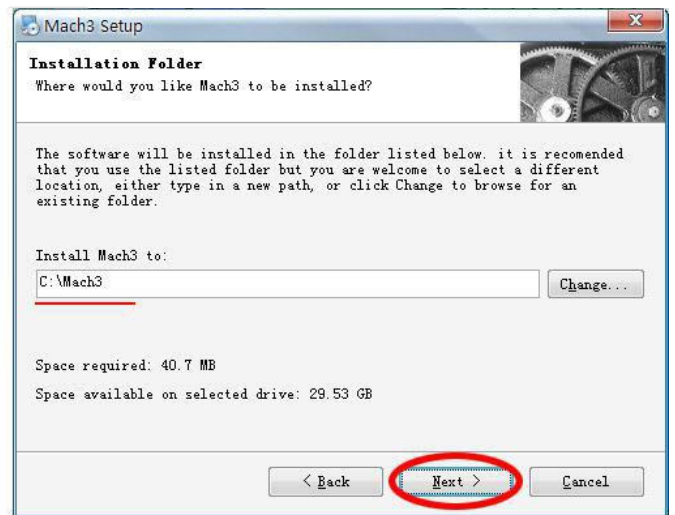 Mach3 Setup
Installation Folder
Where would you like Mach3 to be installed?
The software will be installed in the folder listed below. it is recomended
that you use the listed folder but you are welcome to select a different
location, either type in a new path, or click Change to browse for an
existing folder.
Install Mach3 to:
C:\Mach3
Change...
Space required: 40.7 MB
Space available on selected drive: 29.53 GB
< Back
Next >
Cancel